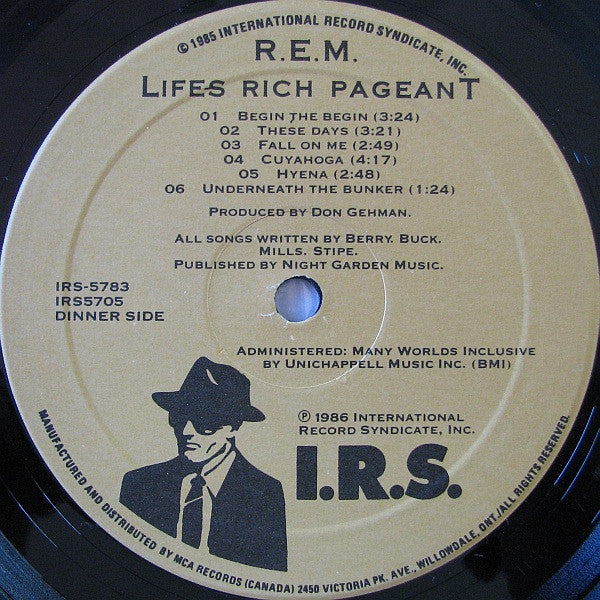 © 1985 INTERNATIONAL RECORD SYNDICATE, INC.
R.E.M.
LIFES RICH PAGEANT
01 BEGIN THE BEGIN (3:24)
02 THESE DAYS (3:21)
03 FALL ON ME (2:49)
04 CUYAHOGA (4:17)
05 HYENA (2:48)
06 UNDERNEATH THE BUNKER (1:24)
PRODUCED BY DON GEHMAN.
ALL SONGS WRITTEN BY BERRY. BUCK.
MILLS. STIPE.
PUBLISHED BY NIGHT GARDEN MUSIC.
IRS-5783
IRS5705
DINNER SIDE
ADMINISTERED: MANY WORLDS INCLUSIVE
BY UNICHAPPELL MUSIC INC. (BMI)
℗ 1986 INTERNATIONAL
RECORD SYNDICATE, INC.
I.R.S.
MANUFACTURED AND DISTRIBUTED BY MCA RECORDS (CANADA) 2450 VICTORIA PK. AVE., WILLOWDALE, ONT./ALL RIGHTS RESERVED.